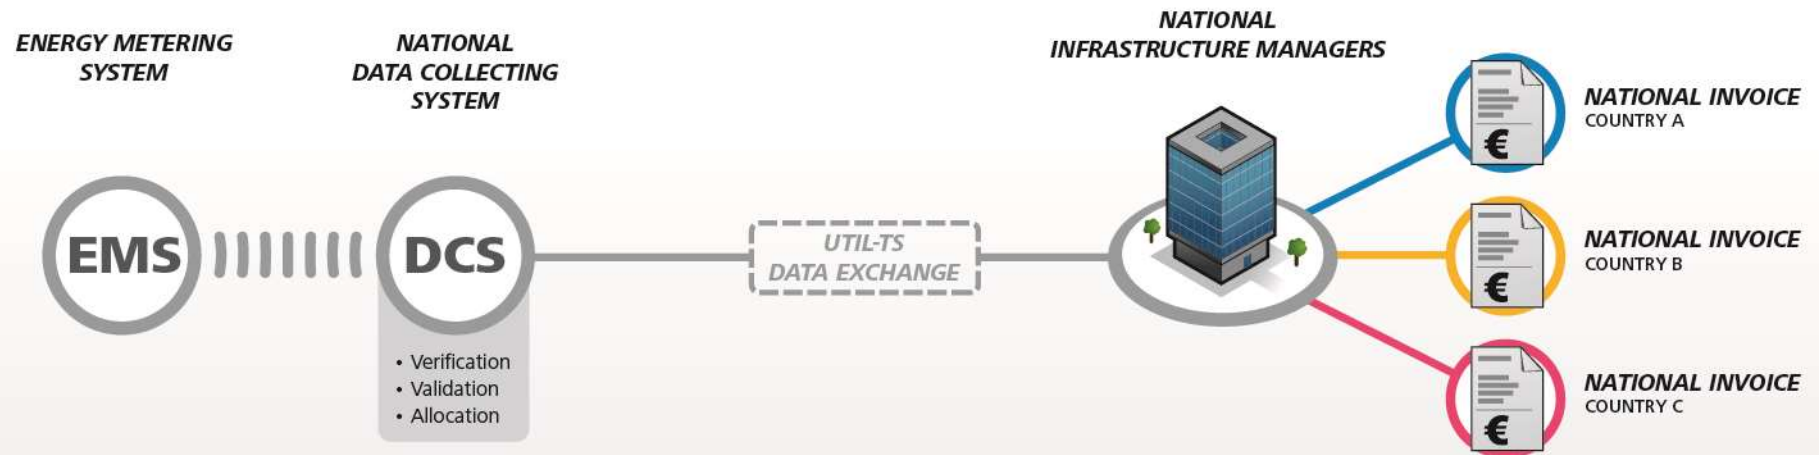 ENERGY METERING
SYSTEM
NATIONAL
DATA COLLECTING
SYSTEM
NATIONAL
INFRASTRUCTURE MANAGERS
EMS
DCS
• Verification
• Validation
• Allocation
UTIL-TS
DATA EXCHANGE
€
NATIONAL INVOICE
COUNTRY A
€
NATIONAL INVOICE
COUNTRY B
€
NATIONAL INVOICE
COUNTRY C